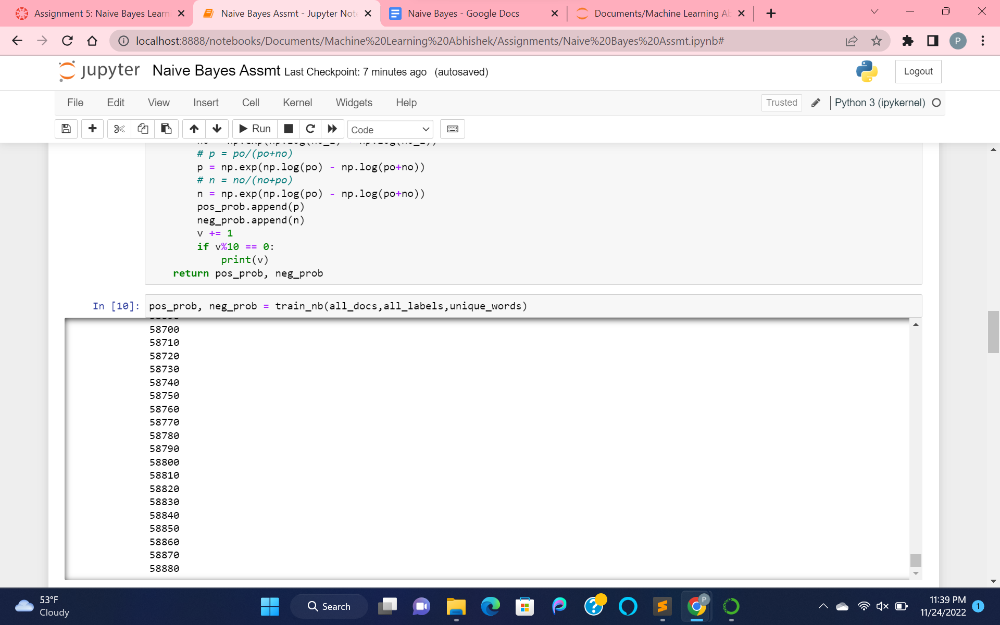 Assignment 5: Naive Bayes Learn
Naive Bayes Assmt - Jupyter Note
Naive Bayes - Google Docs
Documents/Machine Learning Ab
localhost:8888/notebooks/Documents/Machine%20Learning%20Abhishek/Assignments/Naive%20Bayes%20Assmt.ipynb#
P
jupyter Naive Bayes Assmt Last Checkpoint: 7 minutes ago (autosaved)
Logout
File Edit View Insert Cell Kernel Widgets Help
Trusted Python 3 (ipykernel)
Run Code
# p = po/(po+no)
p = np.exp(np.log(po) - np.log(po+no))
# n = no/(no+po)
n = np.exp(np.log(po) - np.log(po+no))
pos_prob.append(p)
neg_prob.append(n)
v += 1
if v%10 == 0:
print(v)
return pos_prob, neg_prob
In [10]: pos_prob, neg_prob = train_nb(all_docs,all_labels,unique_words)
58700
58710
58720
58730
58740
58750
58760
58770
58780
58790
58800
58810
58820
58830
58840
58850
58860
58870
58880
53°F
Cloudy
Search
P
11:39 PM
11/24/2022
1